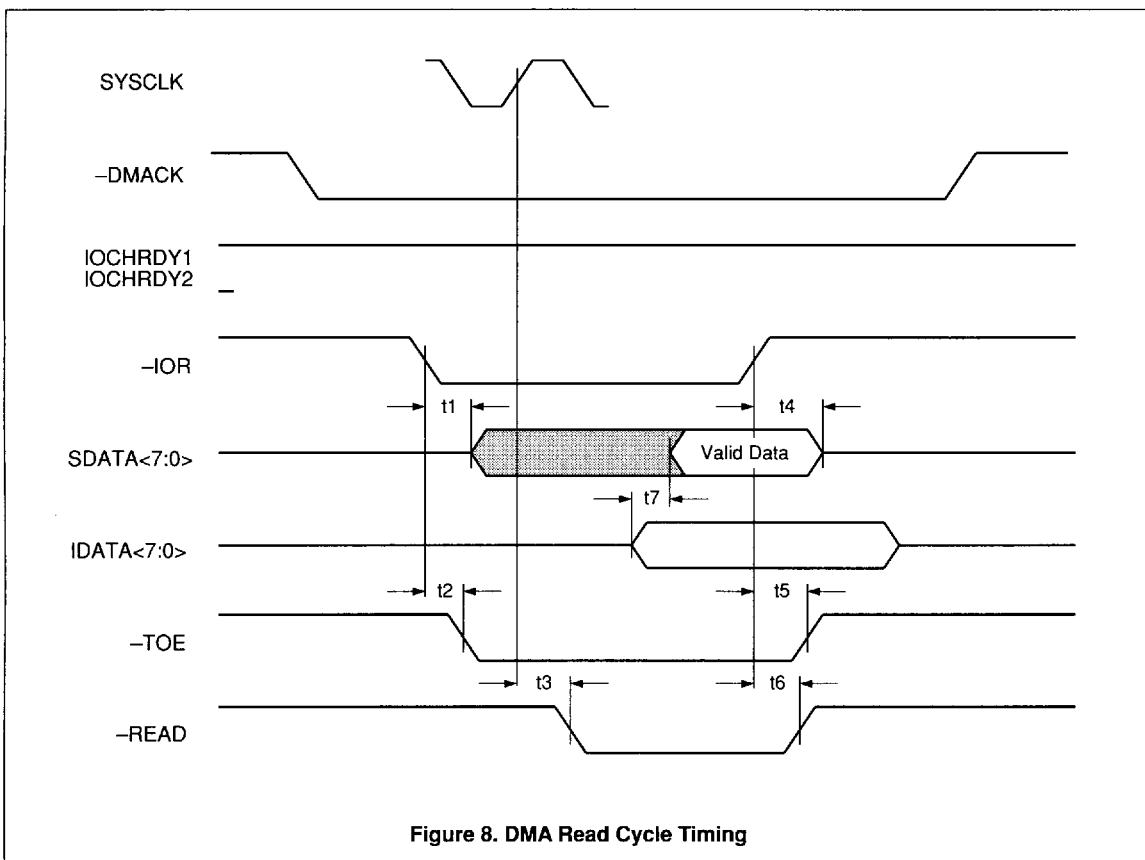 SYSCLK
–DMACK
IOCHRDY1
IOCHRDY2
–IOR
t1
t4
SDATA<7:0>
Valid Data
t7
IDATA<7:0>
t2
t5
–TOE
t3
t6
–READ
Figure 8. DMA Read Cycle Timing